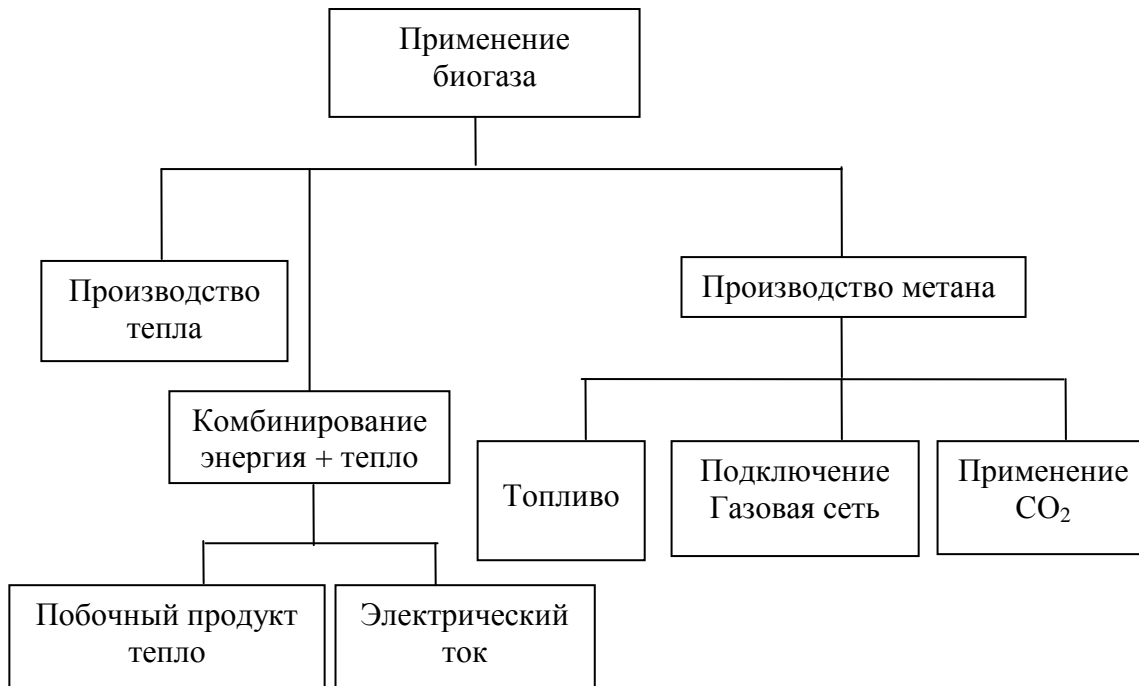 Применение
биогаза
Производство
тепла
Производство метана
Комбинирование
энергия + тепло
Топливо
Подключение
Газовая сеть
Применение
CO₂
Побочный продукт
тепло
Электрический
ток